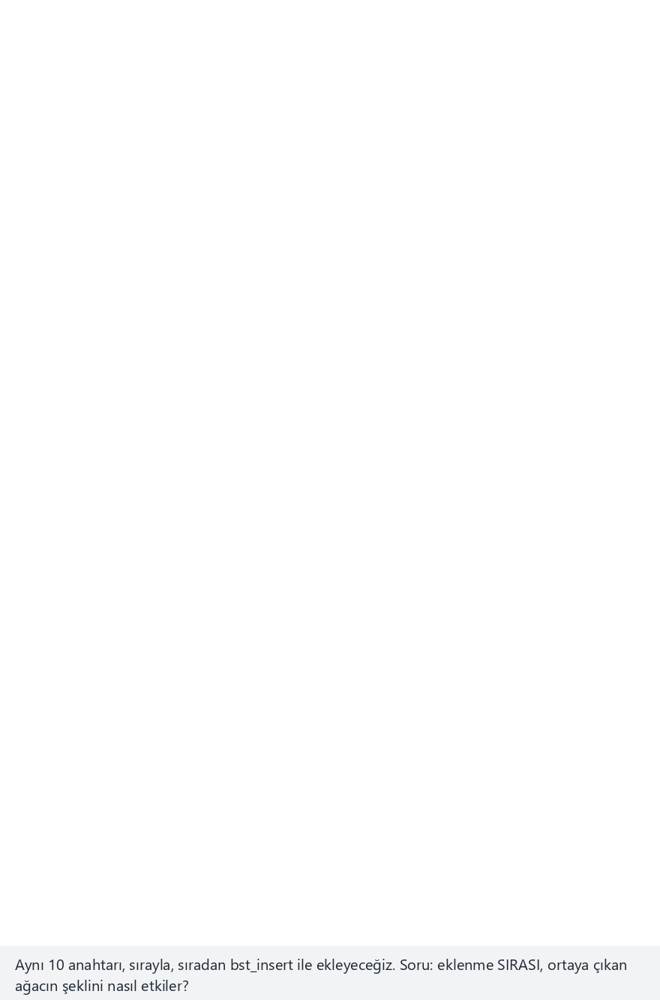 Aynı 10 anahtarı, sırayla, sıradan bst_insert ile ekleyeceğiz. Soru: eklenme SIRASI, ortaya çıkan
ağacın şeklini nasıl etkiler?